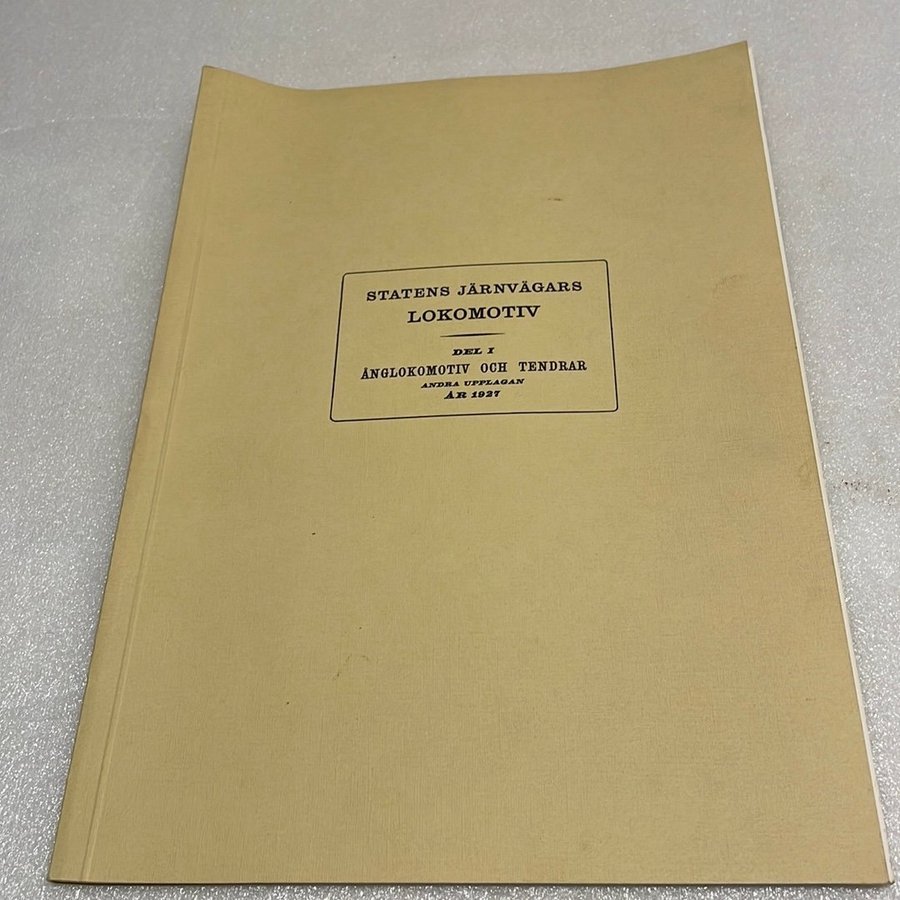 STATENS JÄRNVÄGARS
LOKOMOTIV
DEL I
ÅNGLOKOMOTIV OCH TENDRAR
ANDRA UPPLAGAN
ÅR 1927